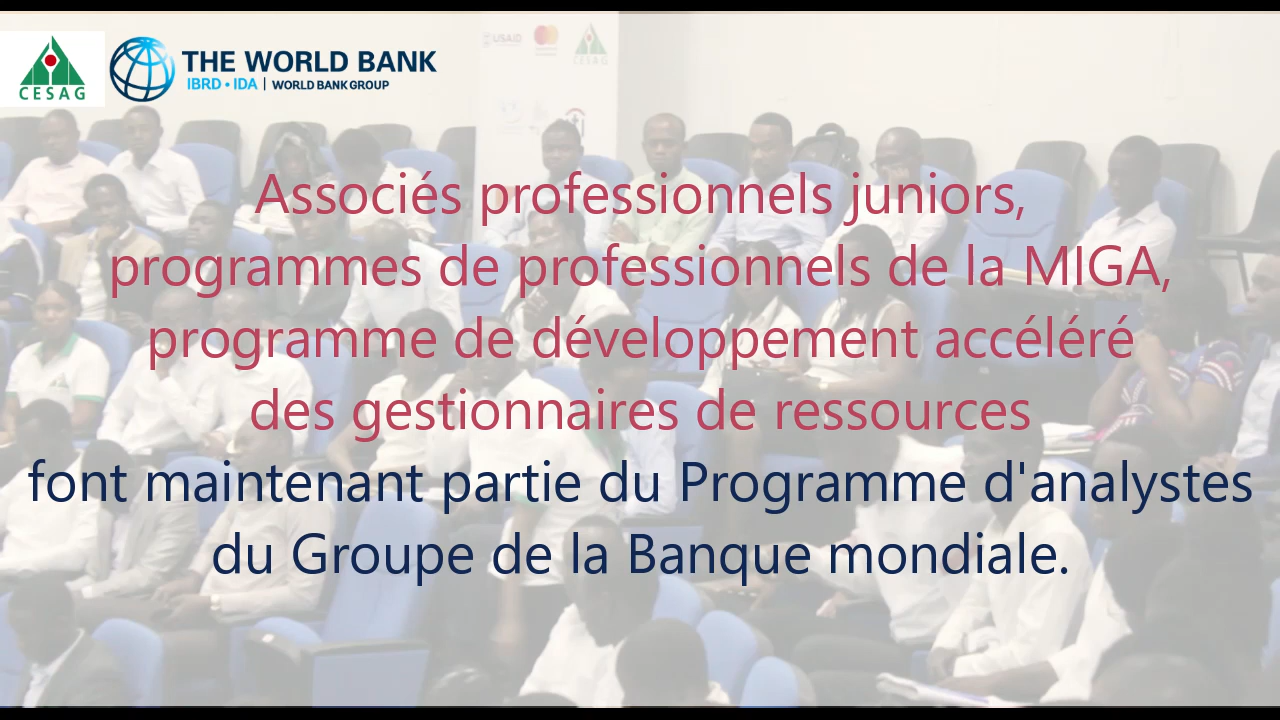 CESAG
THE WORLD BANK
IBRD • IDA | WORLD BANK GROUP
USAID
CESAG
Associés professionnels juniors,
programmes de professionnels de la MIGA,
programme de développement accéléré
des gestionnaires de ressources
font maintenant partie du Programme d'analystes
du Groupe de la Banque mondiale.